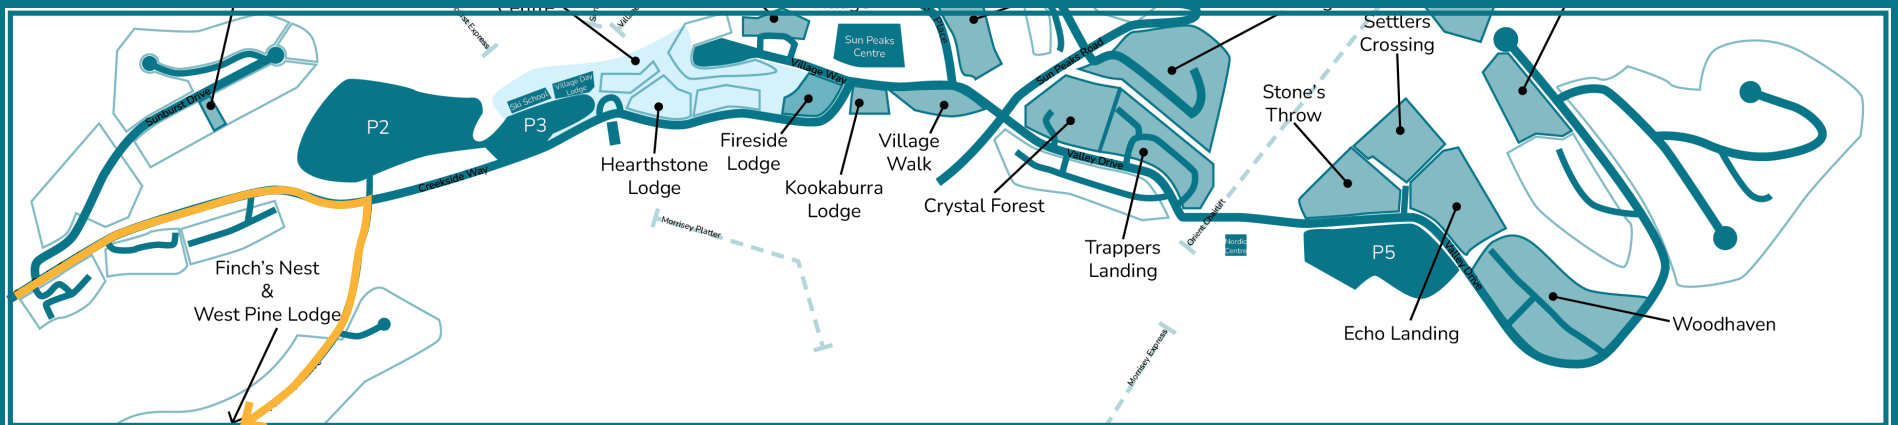 Sun Peaks
Centre
Settlers
Crossing
Village Way
Sun Peaks Road
Sunburst Drive
Village Day
Lodge
Ski School
Stone's
Throw
P2
P3
Fireside
Lodge
Village
Walk
Hearthstone
Lodge
Kookaburra
Lodge
Valley Drive
Creekside Way
Crystal Forest
Morrisey Platter
Orient Chairlift
Trappers
Landing
Nordic
Centre
P5
Valley Drive
Finch's Nest
&
West Pine Lodge
Echo Landing
Woodhaven
Morrisey Express